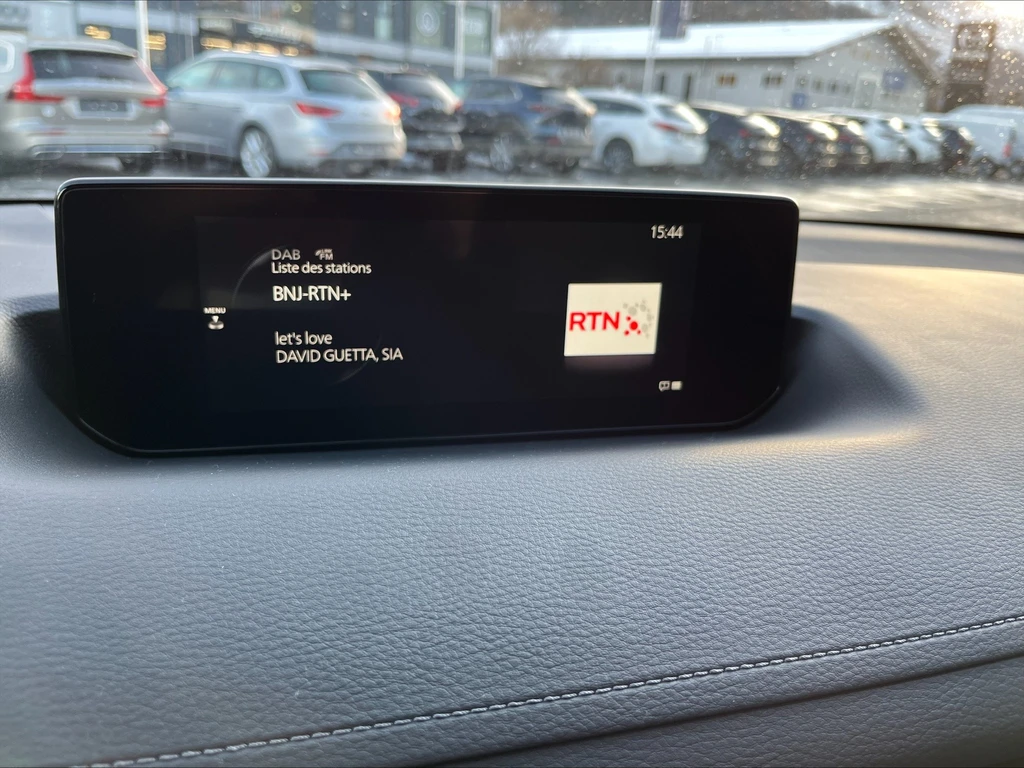 15:44
DAB
FM
Liste des stations
BNJ-RTN+
MENU
let's love
DAVID GUETTA, SIA
RTN